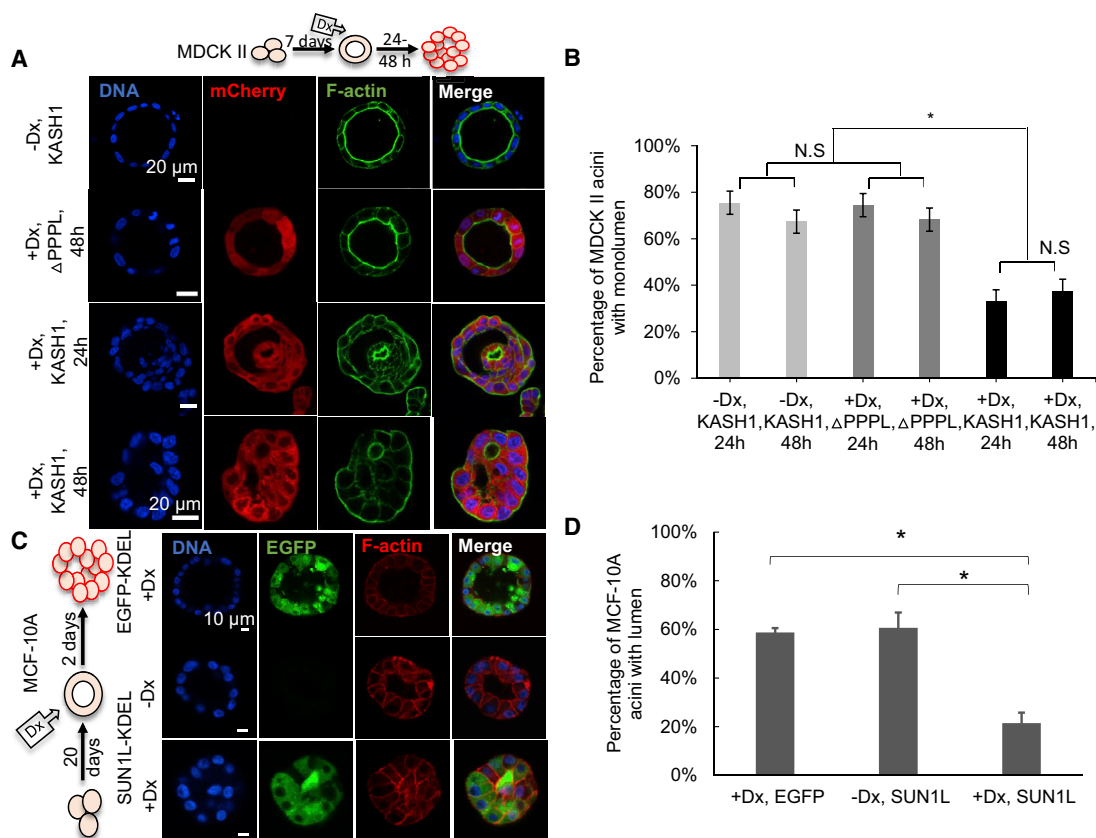 MDCK II
7 days
Dx
24-
48 h
A
DNA
mCherry
F-actin
Merge
-Dx,
KASH1
20 µm
+Dx,
△PPPL,
48h
+Dx,
KASH1,
24h
+Dx,
KASH1,
48h
20 µm
B
Percentage of MDCK II acini
with monolumen
100%
80%
60%
40%
20%
0%
N.S
*
N.S
-Dx, -Dx, +Dx, +Dx, +Dx, +Dx,
KASH1, KASH1, △PPPL, △PPPL, KASH1, KASH1,
24h 48h 24h 48h 24h 48h
C
MCF-10A
2 days
Dx
20
days
DNA
EGFP
F-actin
Merge
EGFP-KDEL
+Dx
10 µm
SUN1L-KDEL
-Dx
+Dx
D
Percentage of MCF-10A
acini with lumen
100%
80%
60%
40%
20%
0%
*
*
+Dx, EGFP -Dx, SUN1L +Dx, SUN1L